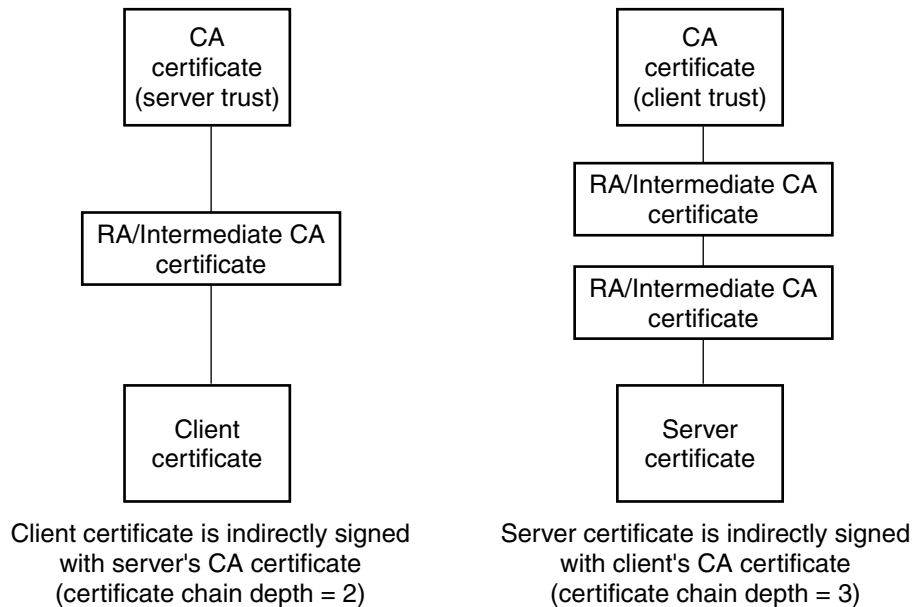 CA
certificate
(server trust)
RA/Intermediate CA
certificate
Client
certificate
Client certificate is indirectly signed
with server's CA certificate
(certificate chain depth = 2)
CA
certificate
(client trust)
RA/Intermediate CA
certificate
RA/Intermediate CA
certificate
Server
certificate
Server certificate is indirectly signed
with client's CA certificate
(certificate chain depth = 3)